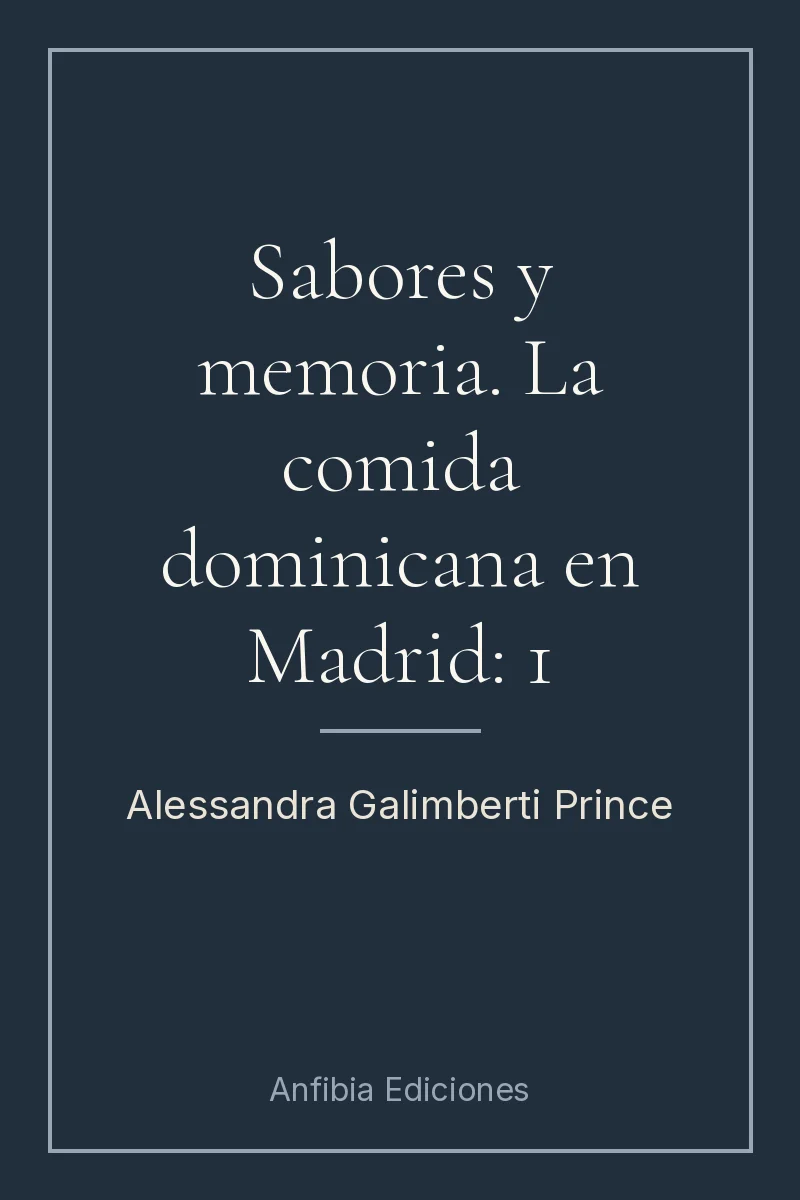 Sabores y
memoria. La
comida
dominicana en
Madrid: 1
Alessandra Galimberti Prince
Anfibia Ediciones